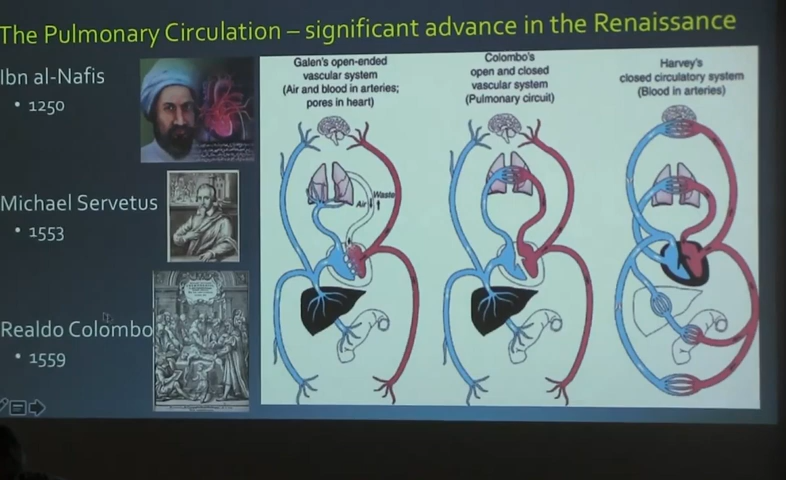 The Pulmonary Circulation – significant advance in the Renaissance
Ibn al-Nafis
• 1250
Michael Servetus
• 1553
Realdo Colombo
• 1559
Galen's open-ended
vascular system
(Air and blood in arteries;
pores in heart)
Air
Waste
Colombo's
open and closed
vascular system
(Pulmonary circuit)
Harvey's
closed circulatory system
(Blood in arteries)